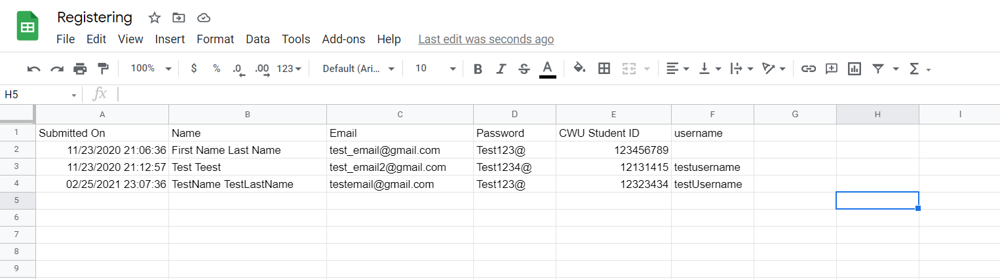 Registering
File Edit View Insert Format Data Tools Add-ons Help Last edit was seconds ago
100% $ % .0 .00 123 Default (Ari... 10 B I S A Σ
H5 fx
A B C D E F G H I
1 Submitted On Name Email Password CWU Student ID username
2 11/23/2020 21:06:36 First Name Last Name test_email@gmail.com Test123@ 123456789
3 11/23/2020 21:12:57 Test Teest test_email2@gmail.com Test1234@ 12131415 testusername
4 02/25/2021 23:07:36 TestName TestLastName testemail@gmail.com Test123@ 12323434 testUsername
5
6
7
8
9